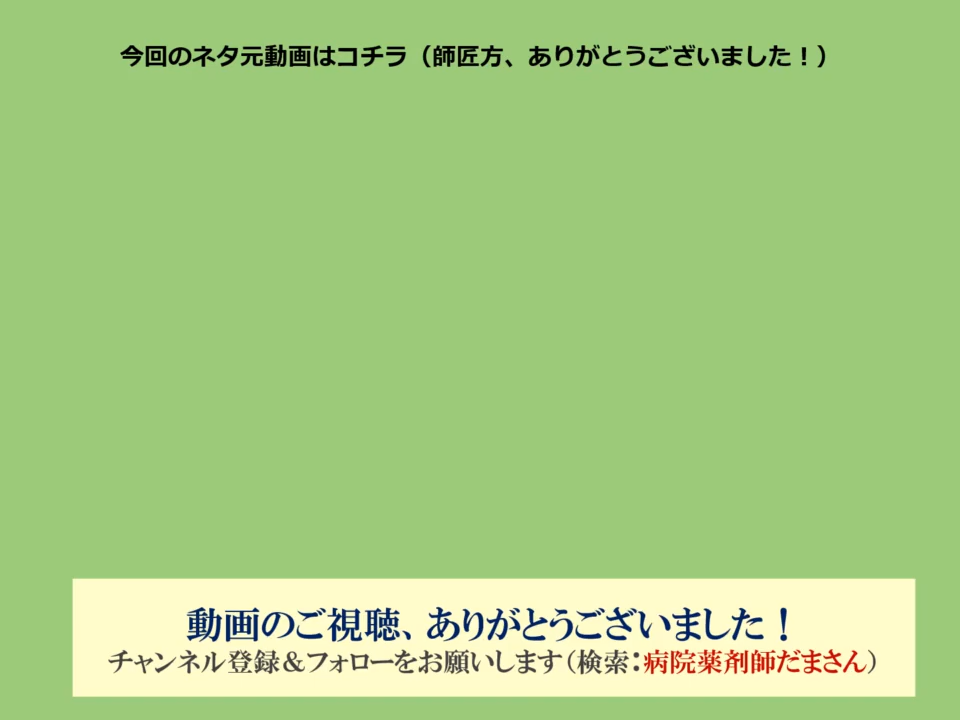 今回のネタ元動画はコチラ（師匠方、ありがとうございました！）
動画のご視聴、ありがとうございました！
チャンネル登録＆フォローをお願いします（検索：病院薬剤師だまさん）